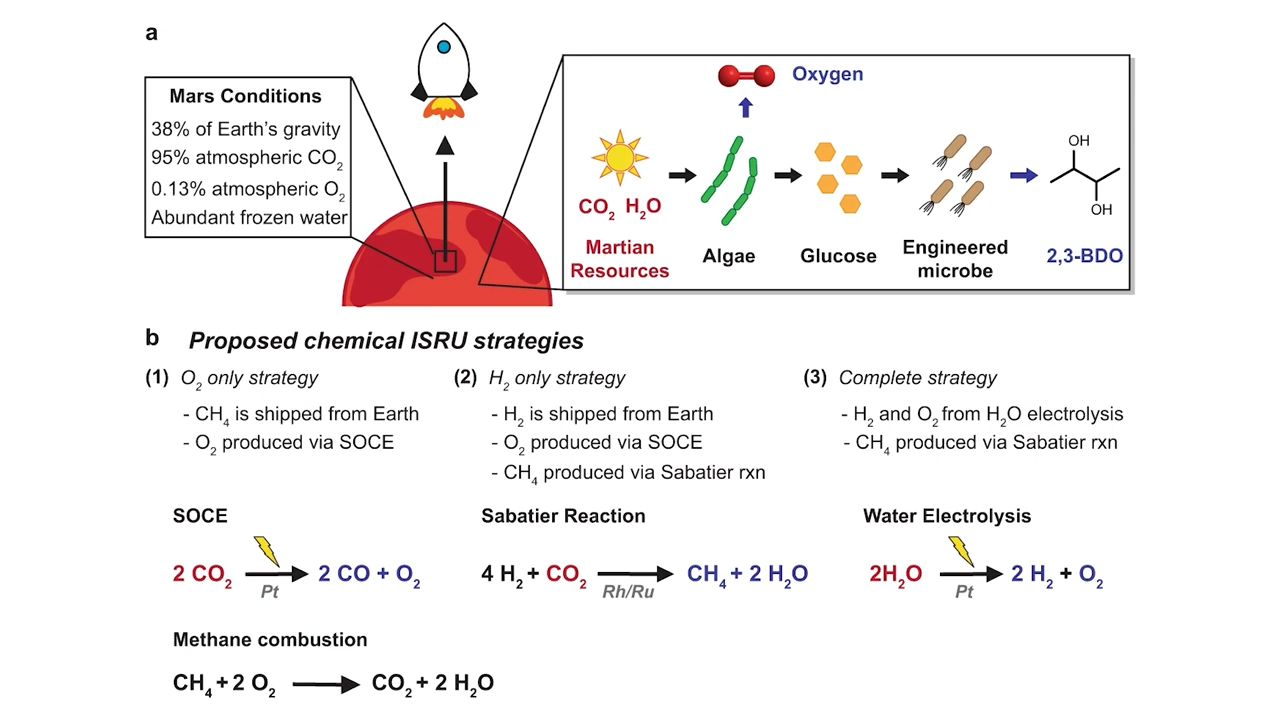 a
Mars Conditions
38% of Earth's gravity
95% atmospheric CO₂
0.13% atmospheric O₂
Abundant frozen water
Oxygen
CO₂ H₂O
Martian
Resources
Algae
Glucose
Engineered
microbe
OH
OH
2,3-BDO
b Proposed chemical ISRU strategies
(1) O₂ only strategy
- CH₄ is shipped from Earth
- O₂ produced via SOCE
(2) H₂ only strategy
- H₂ is shipped from Earth
- O₂ produced via SOCE
- CH₄ produced via Sabatier rxn
(3) Complete strategy
- H₂ and O₂ from H₂O electrolysis
- CH₄ produced via Sabatier rxn
SOCE
2 CO₂ Pt 2 CO + O₂
Sabatier Reaction
4 H₂ + CO₂ Rh/Ru CH₄ + 2 H₂O
Water Electrolysis
2H₂O Pt 2 H₂ + O₂
Methane combustion
CH₄ + 2 O₂ CO₂ + 2 H₂O